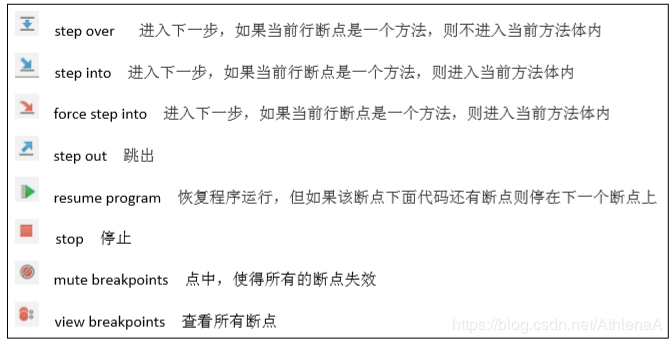 step over 进入下一步，如果当前行断点是一个方法，则不进入当前方法体内
step into 进入下一步，如果当前行断点是一个方法，则进入当前方法体内
force step into 进入下一步，如果当前行断点是一个方法，则进入当前方法体内
step out 跳出
resume program 恢复程序运行，但如果该断点下面代码还有断点则停在下一个断点上
stop 停止
mute breakpoints 点中，使得所有的断点失效
view breakpoints 查看所有断点
https://blog.csdn.net/AthlenaA